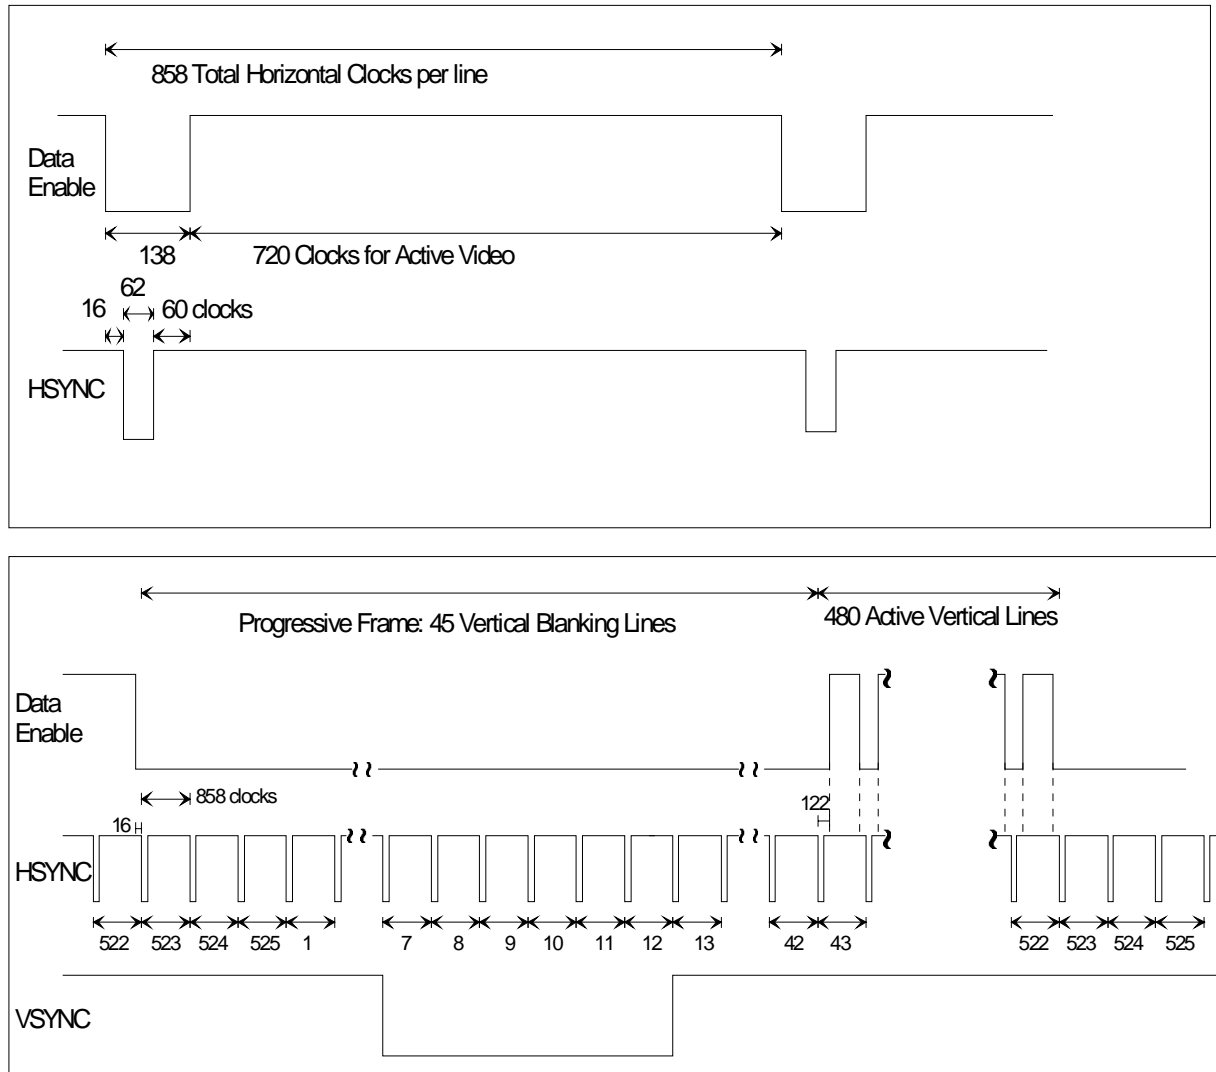 858 Total Horizontal Clocks per line
Data
Enable
138
720 Clocks for Active Video
62
16
60 clocks
HSYNC
Progressive Frame: 45 Vertical Blanking Lines
480 Active Vertical Lines
Data
Enable
858 clocks
122
16
HSYNC
522 523 524 525 1 7 8 9 10 11 12 13 42 43 522 523 524 525
VSYNC